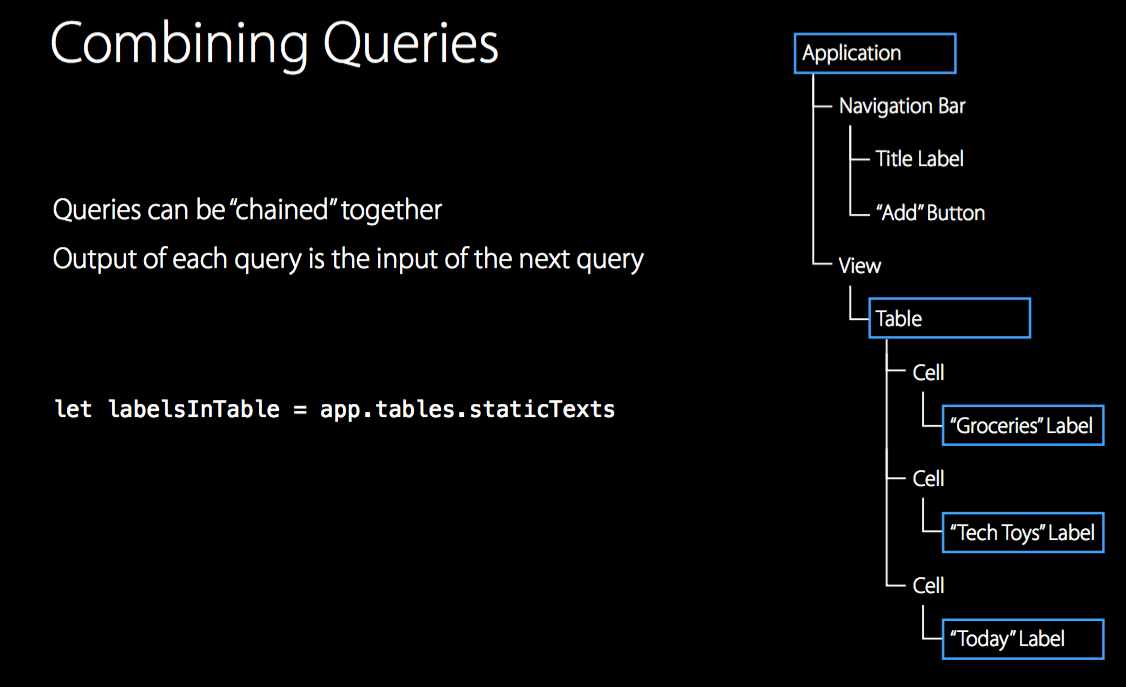 Combining Queries
Queries can be “chained” together
Output of each query is the input of the next query
let labelsInTable = app.tables.staticTexts
Application
Navigation Bar
Title Label
“Add” Button
View
Table
Cell
“Groceries” Label
Cell
“Tech Toys” Label
Cell
“Today” Label